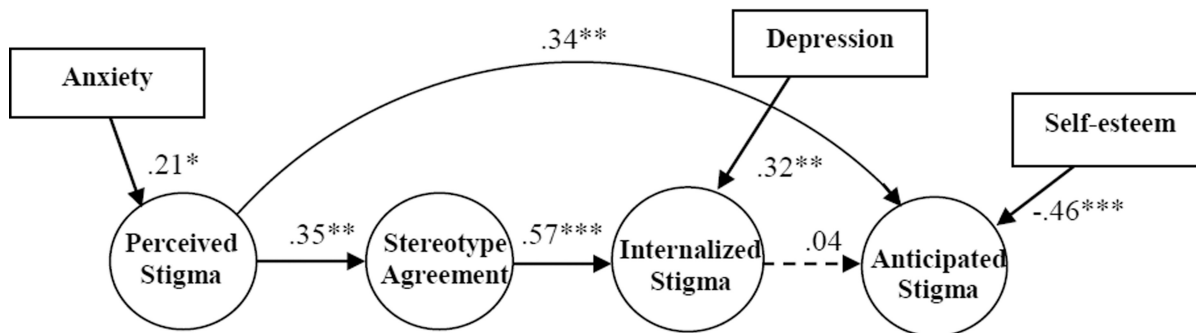 Anxiety
.34**
Depression
Self-esteem
.21*
.32**
-.46***
Perceived
Stigma
.35**
Stereotype
Agreement
.57***
Internalized
Stigma
.04
Anticipated
Stigma